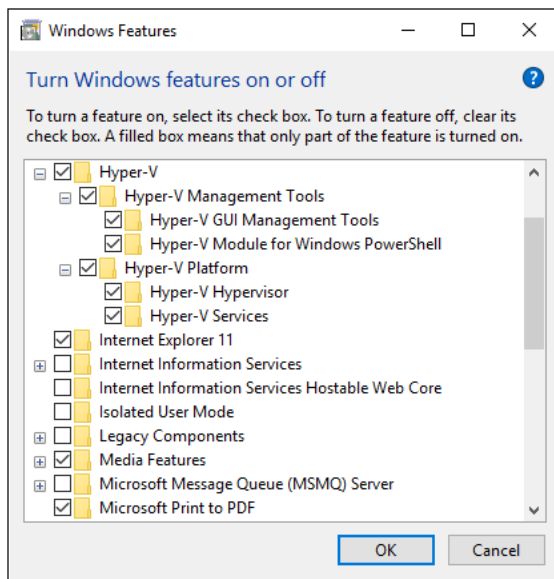 Windows Features
Turn Windows features on or off
To turn a feature on, select its check box. To turn a feature off, clear its
check box. A filled box means that only part of the feature is turned on.
Hyper-V
Hyper-V Management Tools
Hyper-V GUI Management Tools
Hyper-V Module for Windows PowerShell
Hyper-V Platform
Hyper-V Hypervisor
Hyper-V Services
Internet Explorer 11
Internet Information Services
Internet Information Services Hostable Web Core
Isolated User Mode
Legacy Components
Media Features
Microsoft Message Queue (MSMQ) Server
Microsoft Print to PDF
OK
Cancel